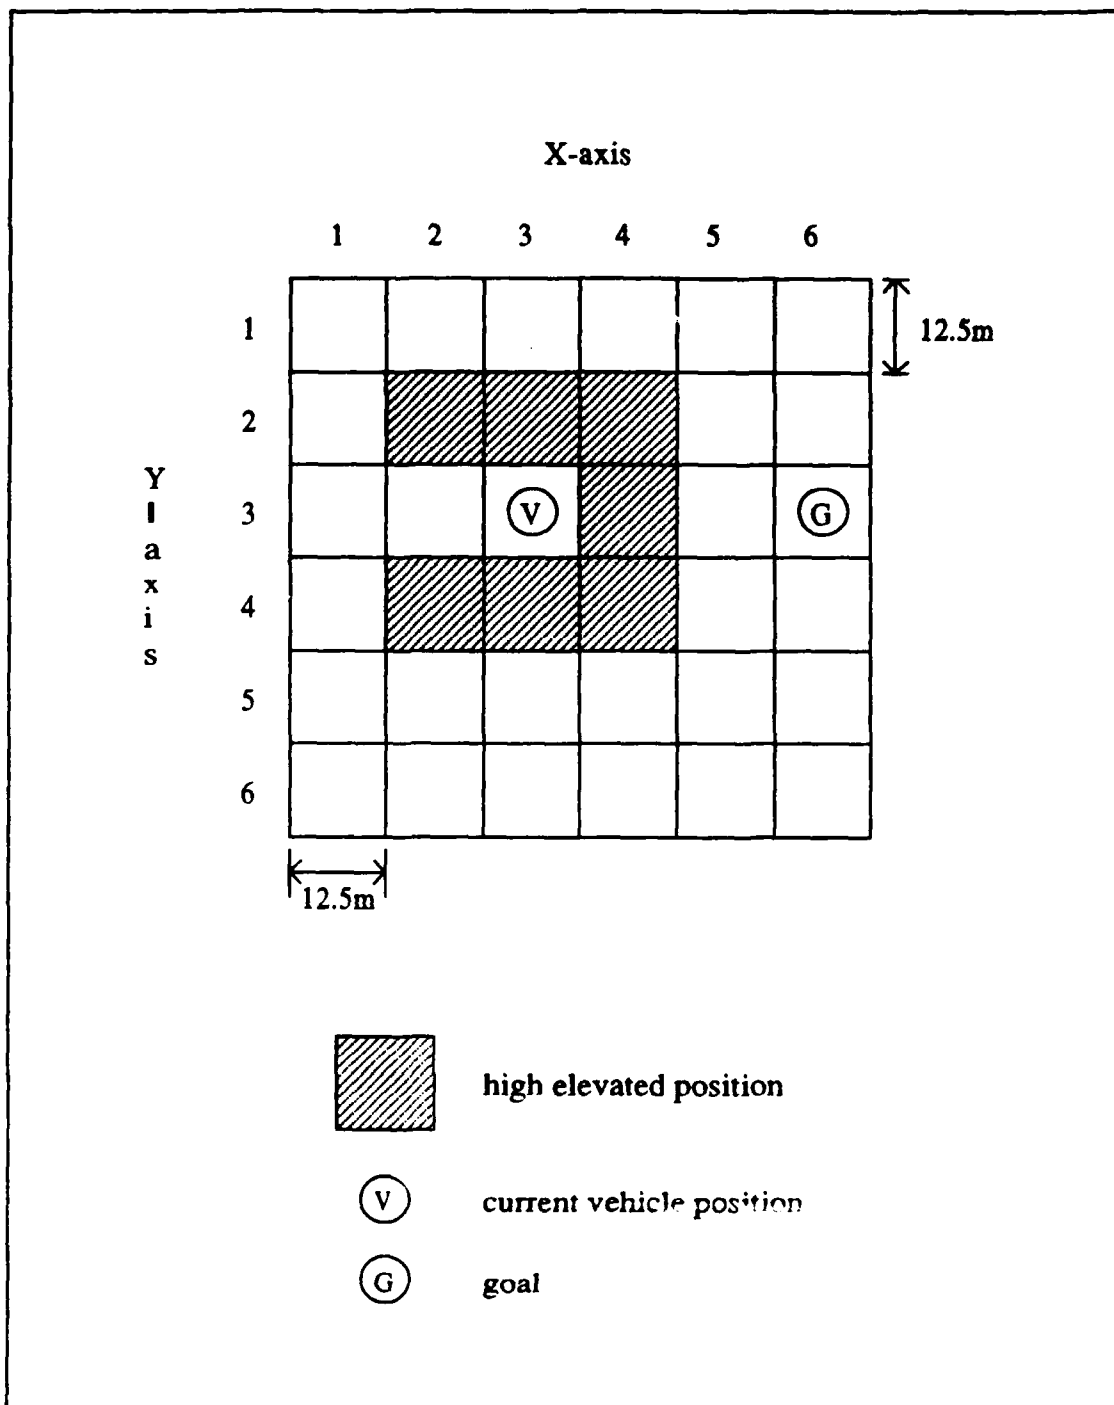 X-axis
1 2 3 4 5 6
1
12.5m
2
Y-axis
3
V
G
4
5
6
12.5m
high elevated position
V
current vehicle position
G
goal